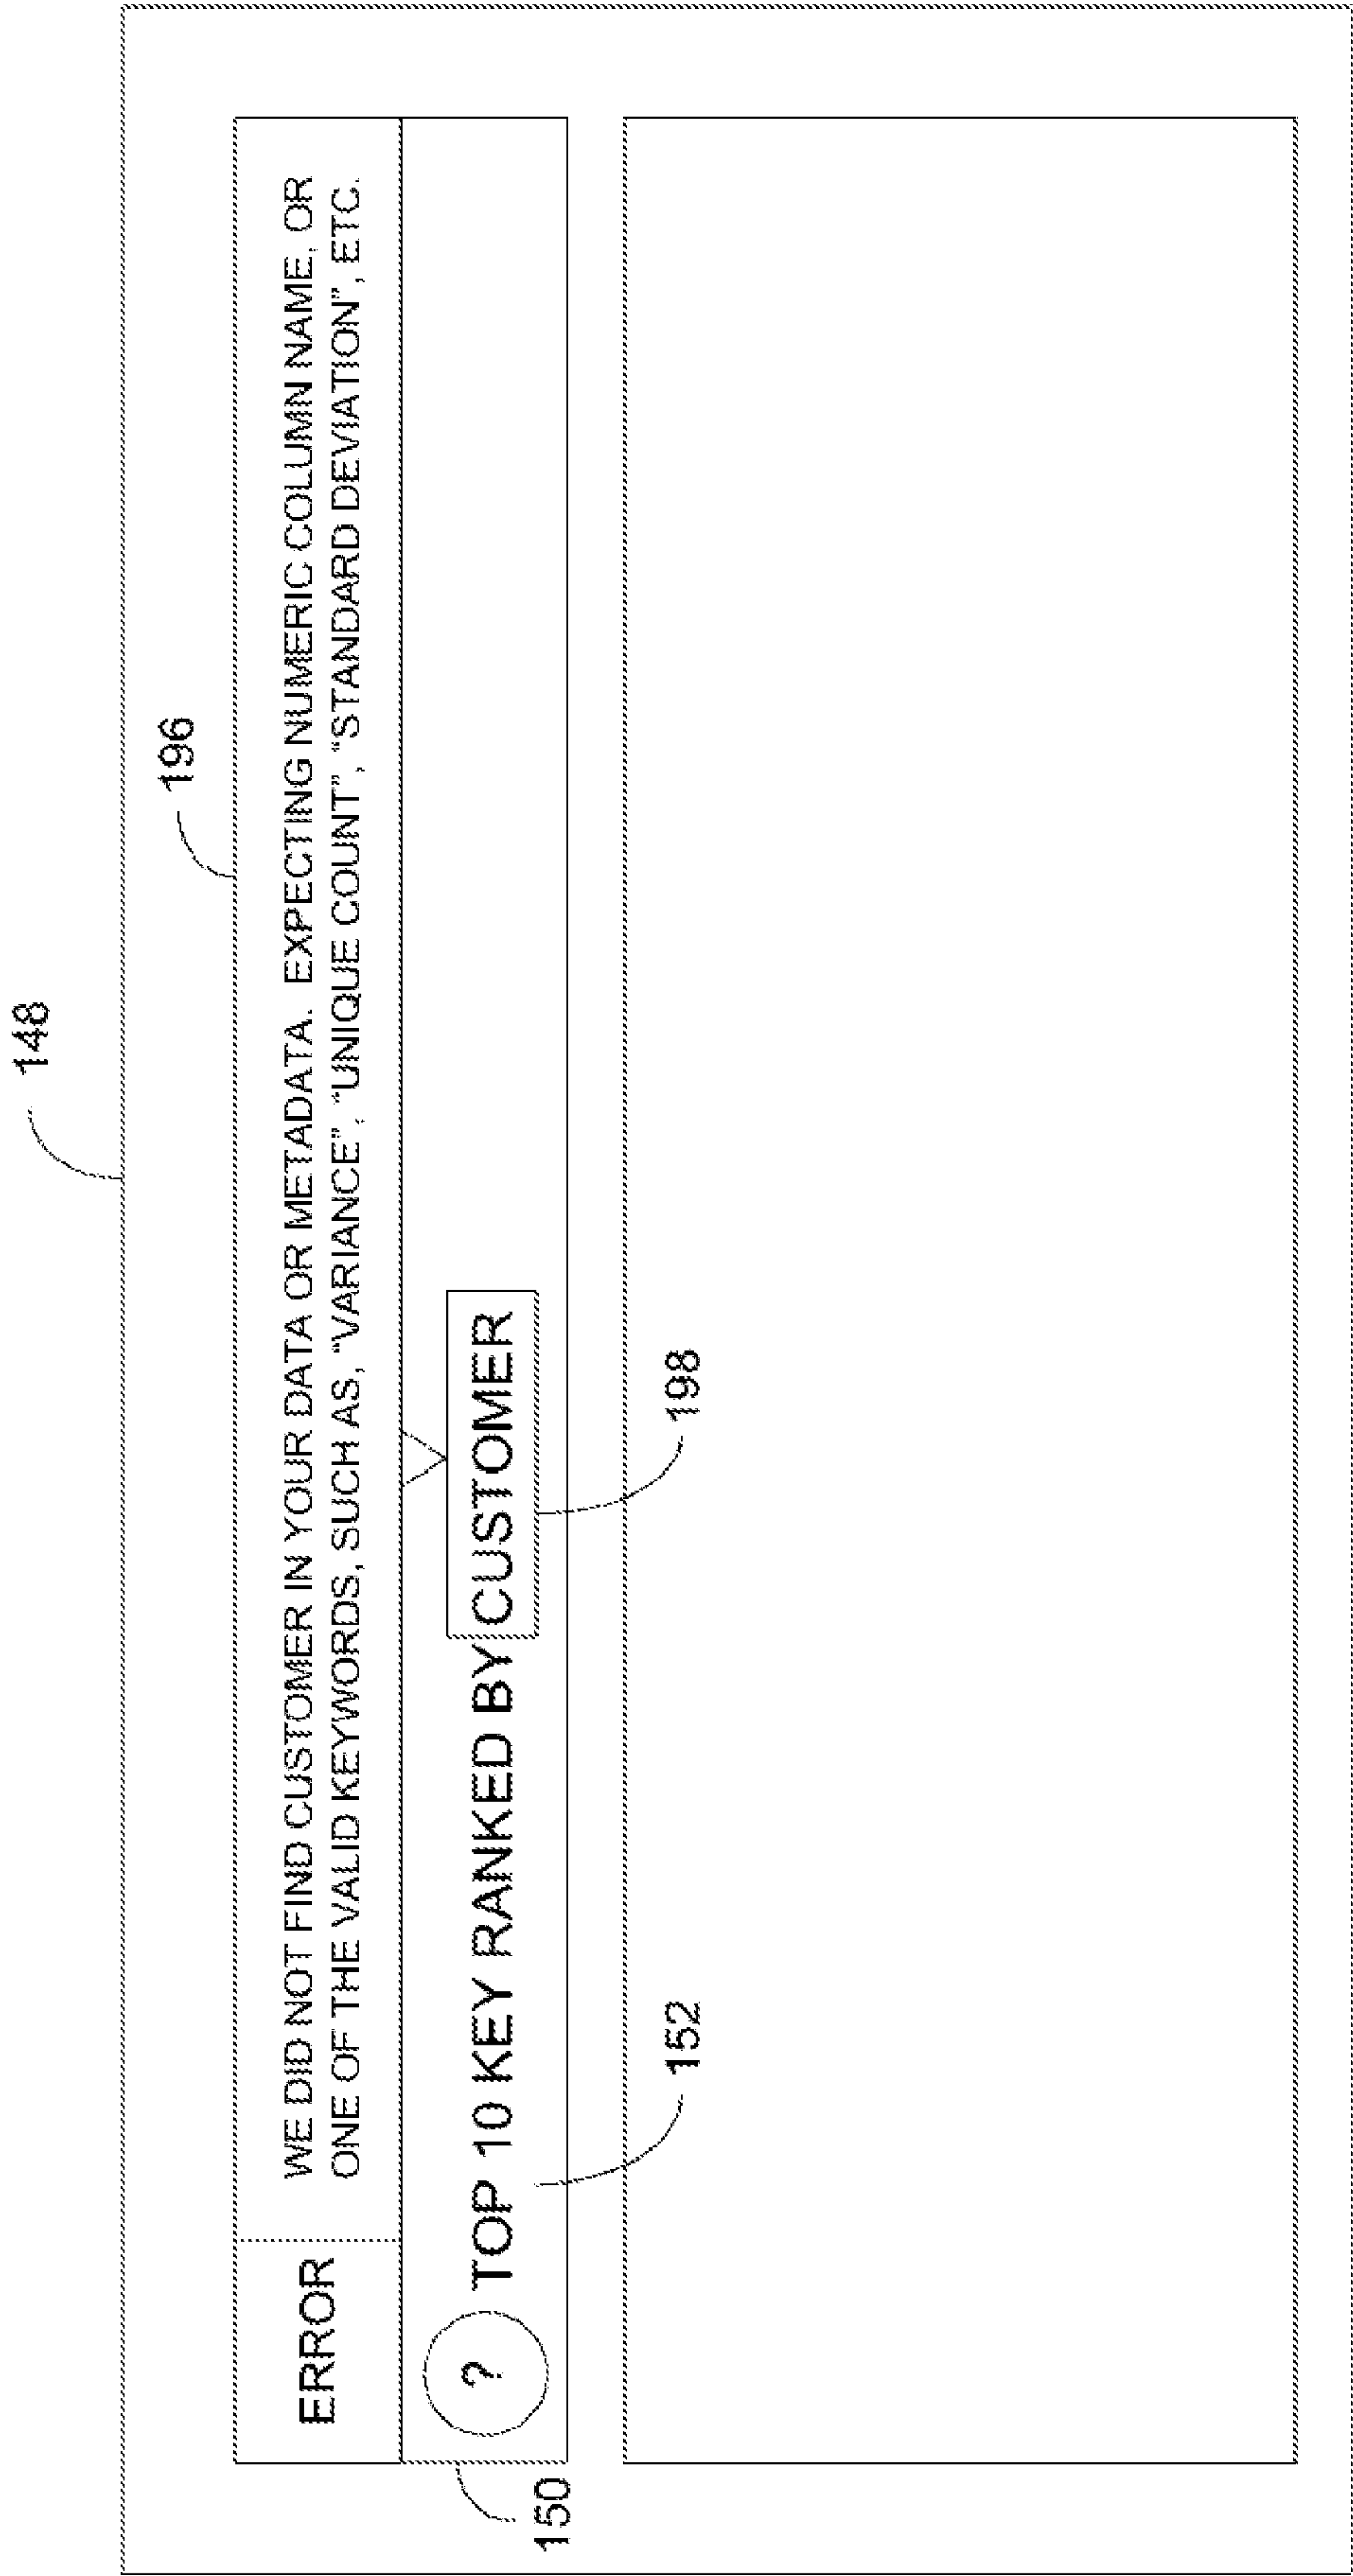 148
196
ERROR
WE DID NOT FIND CUSTOMER IN YOUR DATA OR METADATA. EXPECTING NUMERIC COLUMN NAME, OR
ONE OF THE VALID KEYWORDS, SUCH AS, "VARIANCE", "UNIQUE COUNT", "STANDARD DEVIATION", ETC.
? TOP 10 KEY RANKED BY CUSTOMER
150
152
198